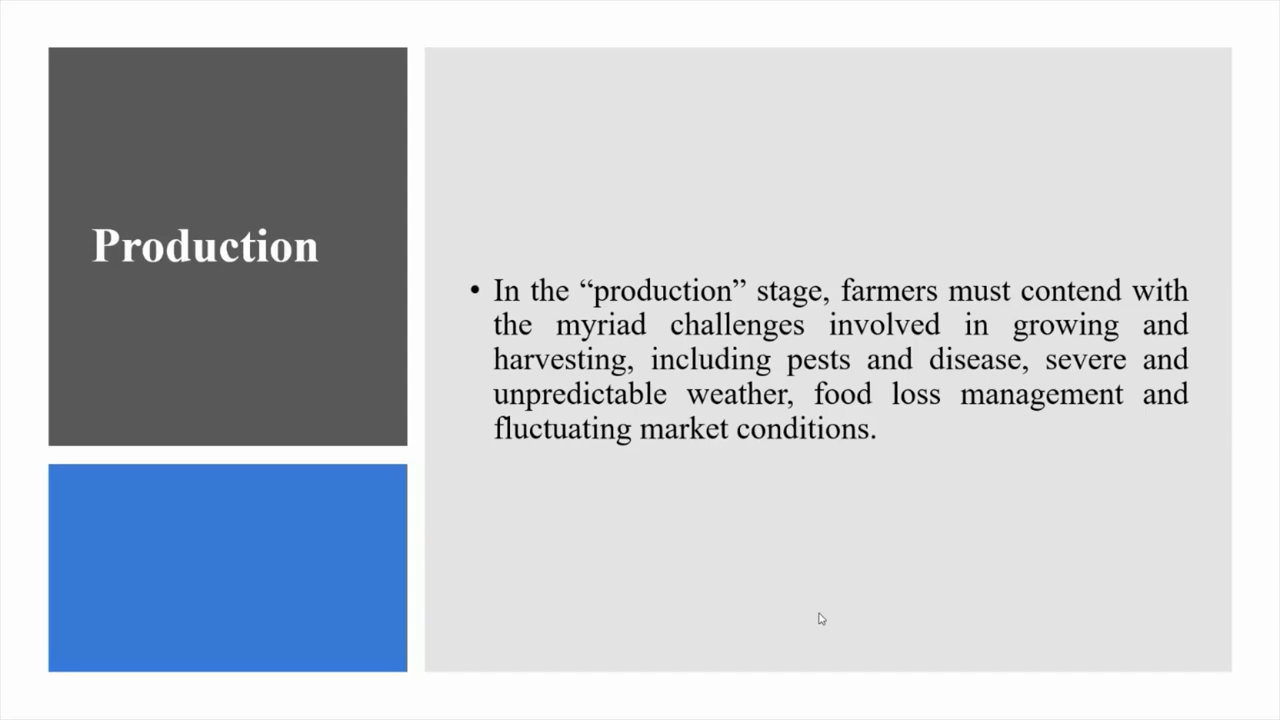 Production
• In the “production” stage, farmers must contend with
the myriad challenges involved in growing and
harvesting, including pests and disease, severe and
unpredictable weather, food loss management and
fluctuating market conditions.